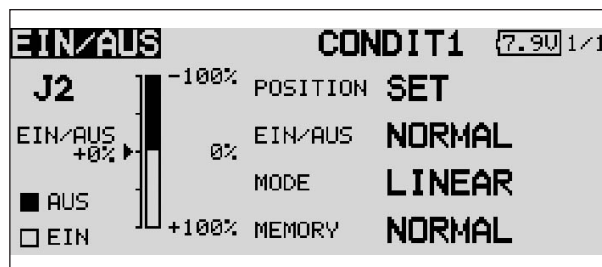 EIN/AUS CONDIT1 7.9V 1/1
J2 -100% POSITION SET
EIN/AUS +0% 0% EIN/AUS NORMAL
MODE LINEAR
AUS
EIN +100% MEMORY NORMAL